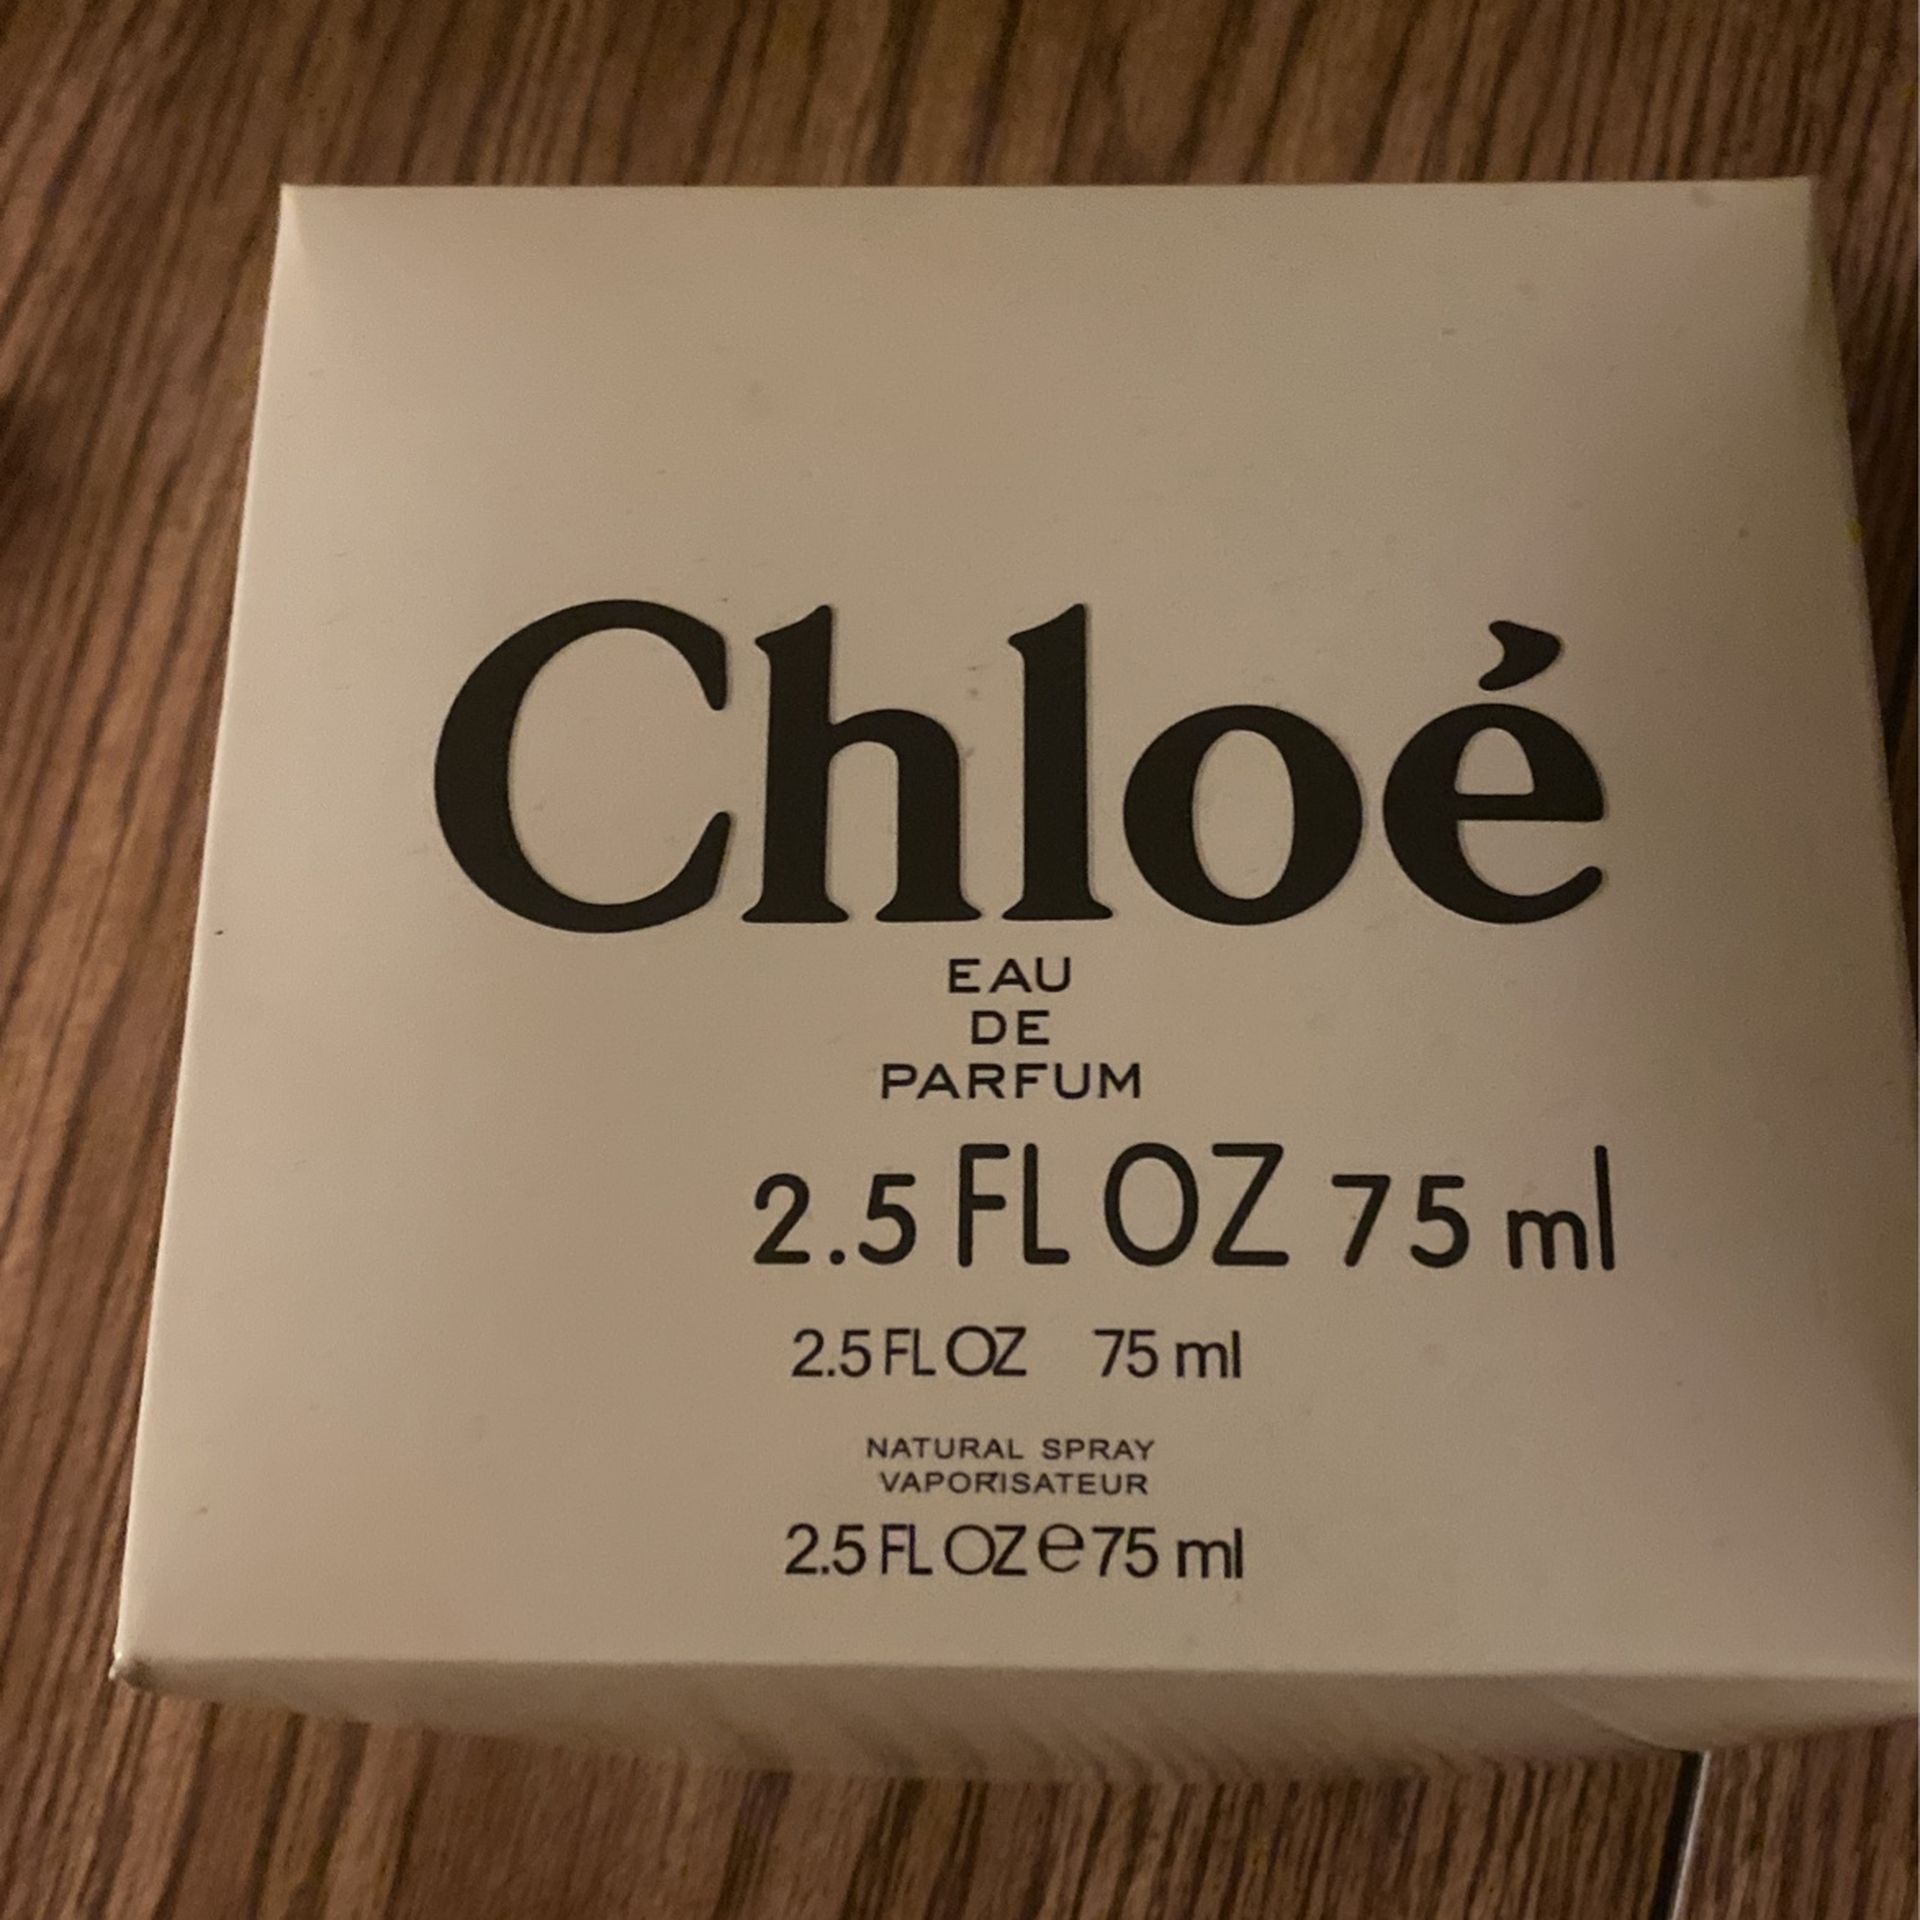 Chloé
EAU
DE
PARFUM
2.5 FL OZ 75 ml
2.5 FL OZ 75 ml
NATURAL SPRAY
VAPORISATEUR
2.5 FL OZ e 75 ml